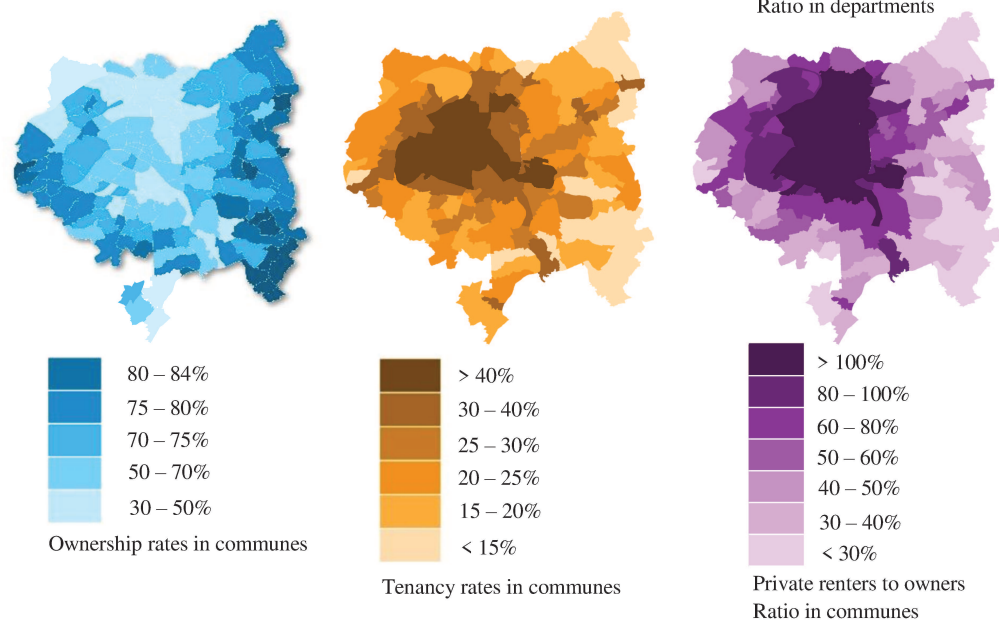 Ratio in departments
80 – 84%
75 – 80%
70 – 75%
50 – 70%
30 – 50%
Ownership rates in communes
> 40%
30 – 40%
25 – 30%
20 – 25%
15 – 20%
< 15%
Tenancy rates in communes
> 100%
80 – 100%
60 – 80%
50 – 60%
40 – 50%
30 – 40%
< 30%
Private renters to owners
Ratio in communes